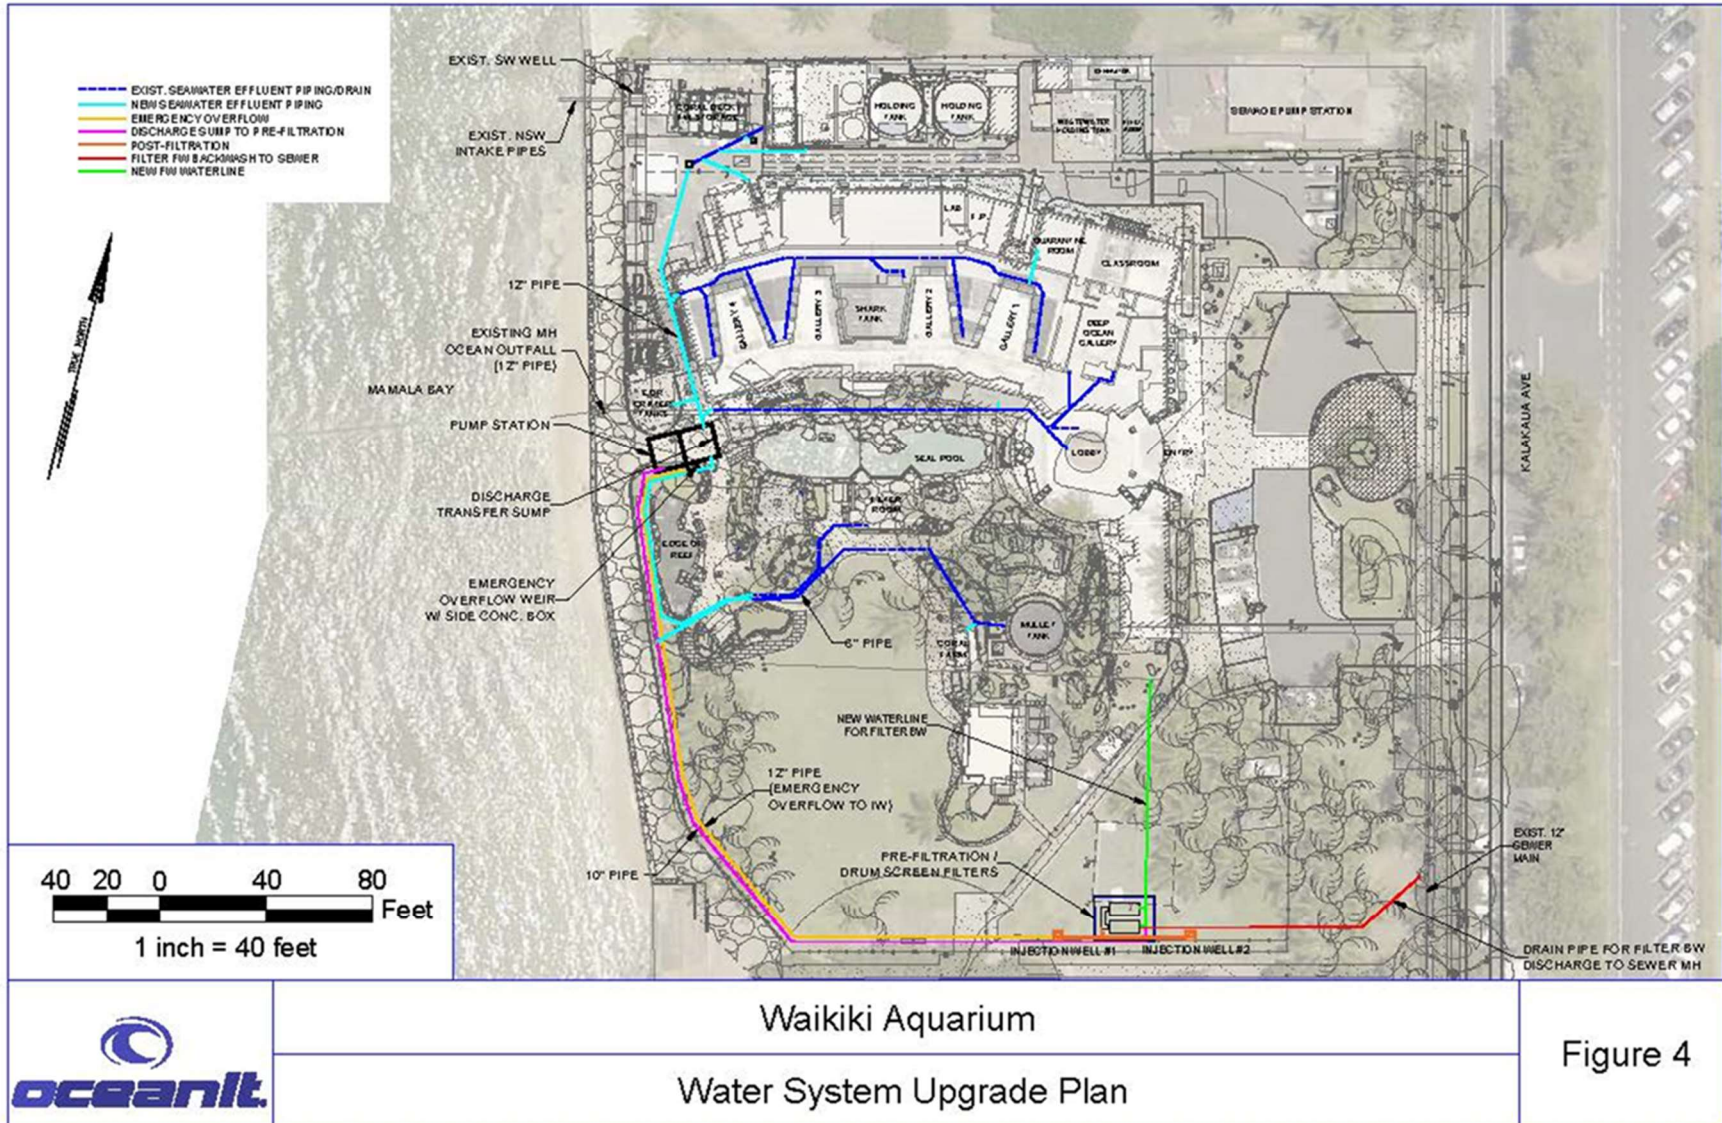 EXIST. SEAWATER EFFLUENT PIPING/DRAIN
NEW SEAWATER EFFLUENT PIPING
EMERGENCY OVERFLOW
DISCHARGE SUMP TO PRE-FILTRATION
POST-FILTRATION
FILTER FW BACKWASH TO SEWER
NEW FW WATERLINE
EXIST. SW WELL
EXIST. NSW
INTAKE PIPES
HOLDING
TANK
HOLDING
TANK
SEWAGE PUMP STATION
LAB
QUARANTINE
ROOM
CLASSROOM
TRUE NORTH
12" PIPE
GALLERY 4
GALLERY 3
SHARK
TANK
GALLERY 2
GALLERY 1
DEEP
OCEAN
GALLERY
EXISTING MH
OCEAN OUTFALL
(12" PIPE)
MAMALA BAY
TANKS
KALAKAUA AVE
PUMP STATION
SEAL POOL
LOBBY
ENTRY
DISCHARGE
TRANSFER SUMP
ROOM
EDGE OF
REEF
EMERGENCY
OVERFLOW WEIR
W/ SIDE CONC. BOX
6" PIPE
MULLET
TANK
CORAL
FARM
NEW WATERLINE
FOR FILTER BW
12" PIPE
(EMERGENCY
OVERFLOW TO IW)
10" PIPE
PRE-FILTRATION /
DRUM SCREEN FILTERS
EXIST. 12"
SEWER
MAIN
INJECTION WELL #1
INJECTION WELL #2
DRAIN PIPE FOR FILTER BW
DISCHARGE TO SEWER MH
40 20 0 40 80
Feet
1 inch = 40 feet
oceanit.
Waikiki Aquarium
Water System Upgrade Plan
Figure 4